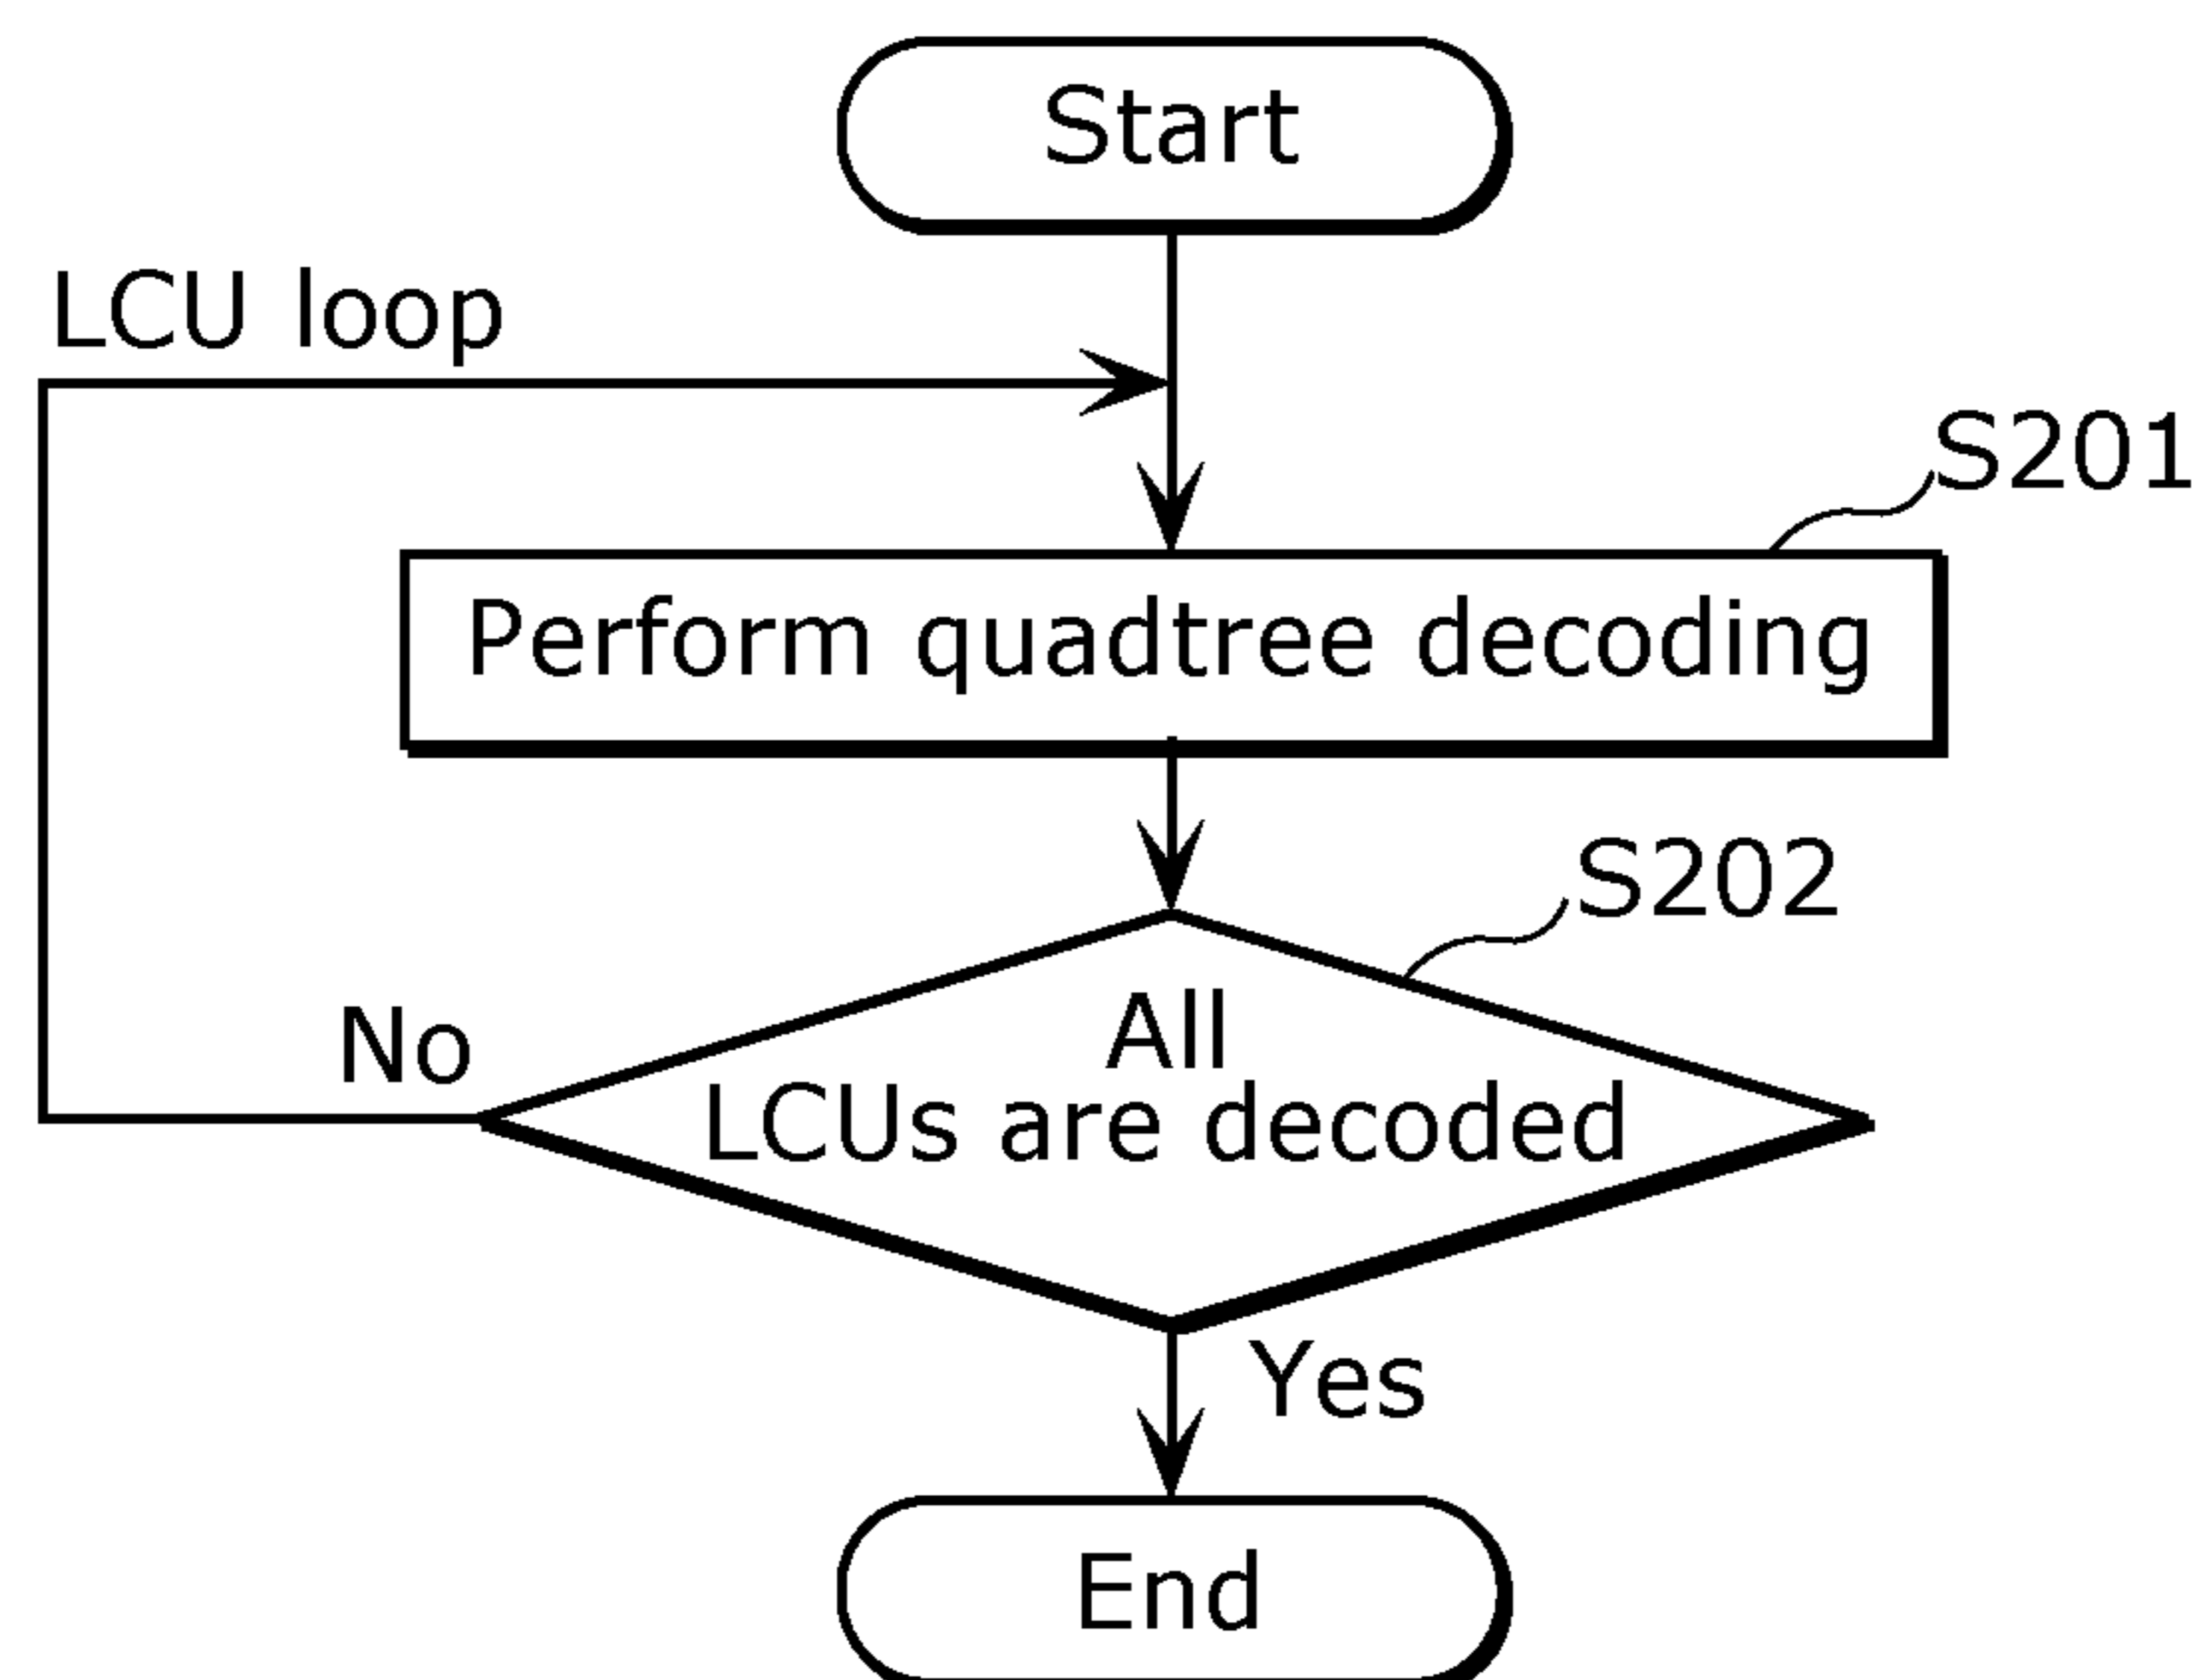 Start
LCU loop
S201
Perform quadtree decoding
S202
All
LCUs are decoded
No
Yes
End